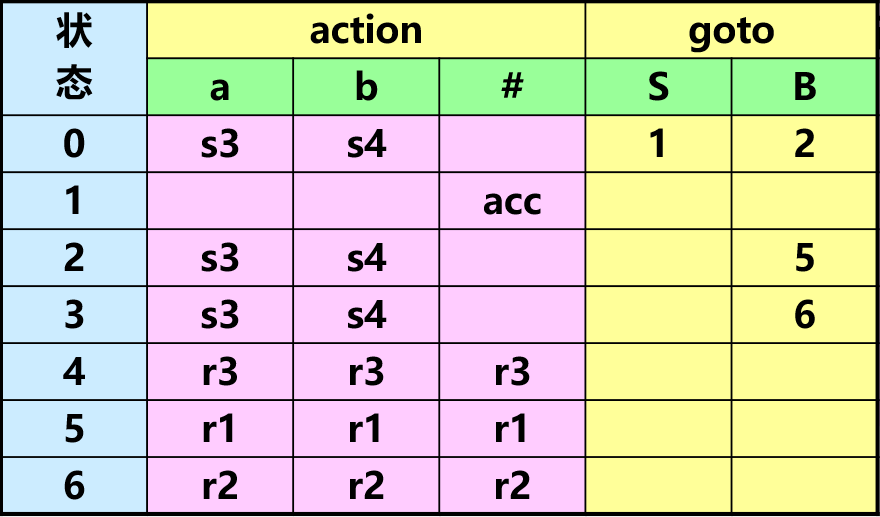 状态 action goto
a b # S B
0 s3 s4 1 2
1 acc
2 s3 s4 5
3 s3 s4 6
4 r3 r3 r3
5 r1 r1 r1
6 r2 r2 r2